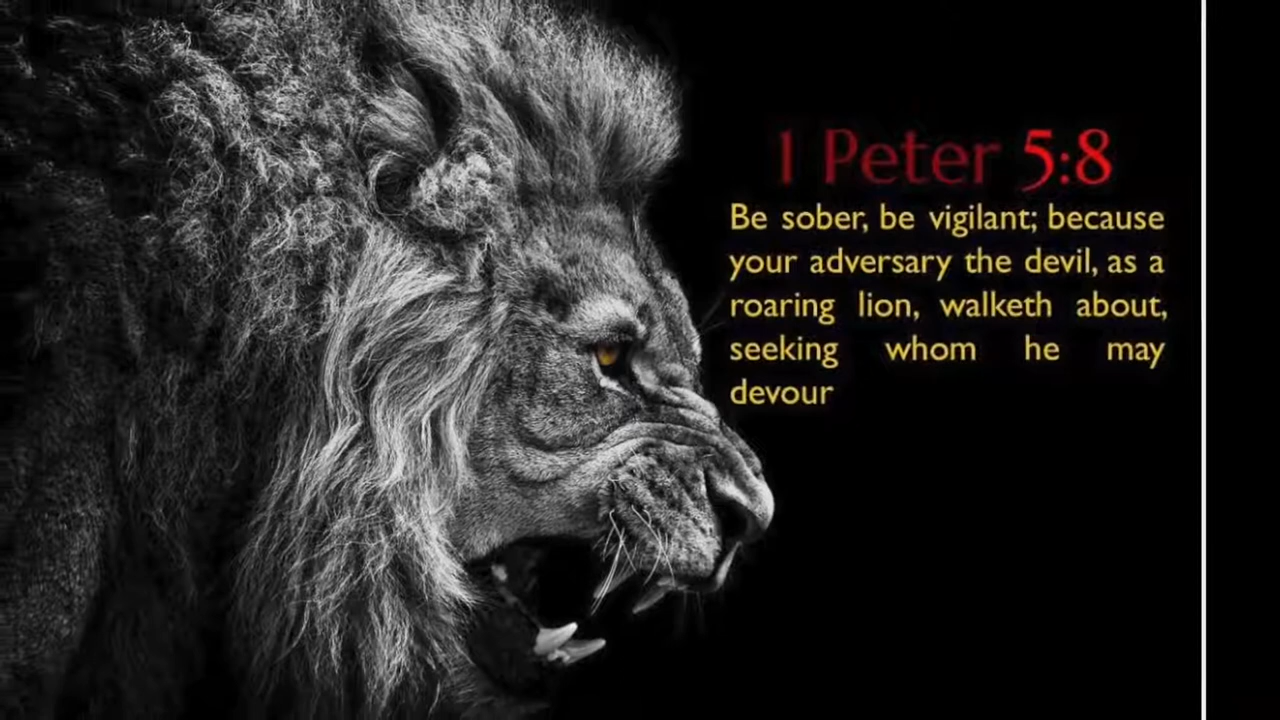 1 Peter 5:8
Be sober, be vigilant; because
your adversary the devil, as a
roaring lion, walketh about,
seeking whom he may
devour